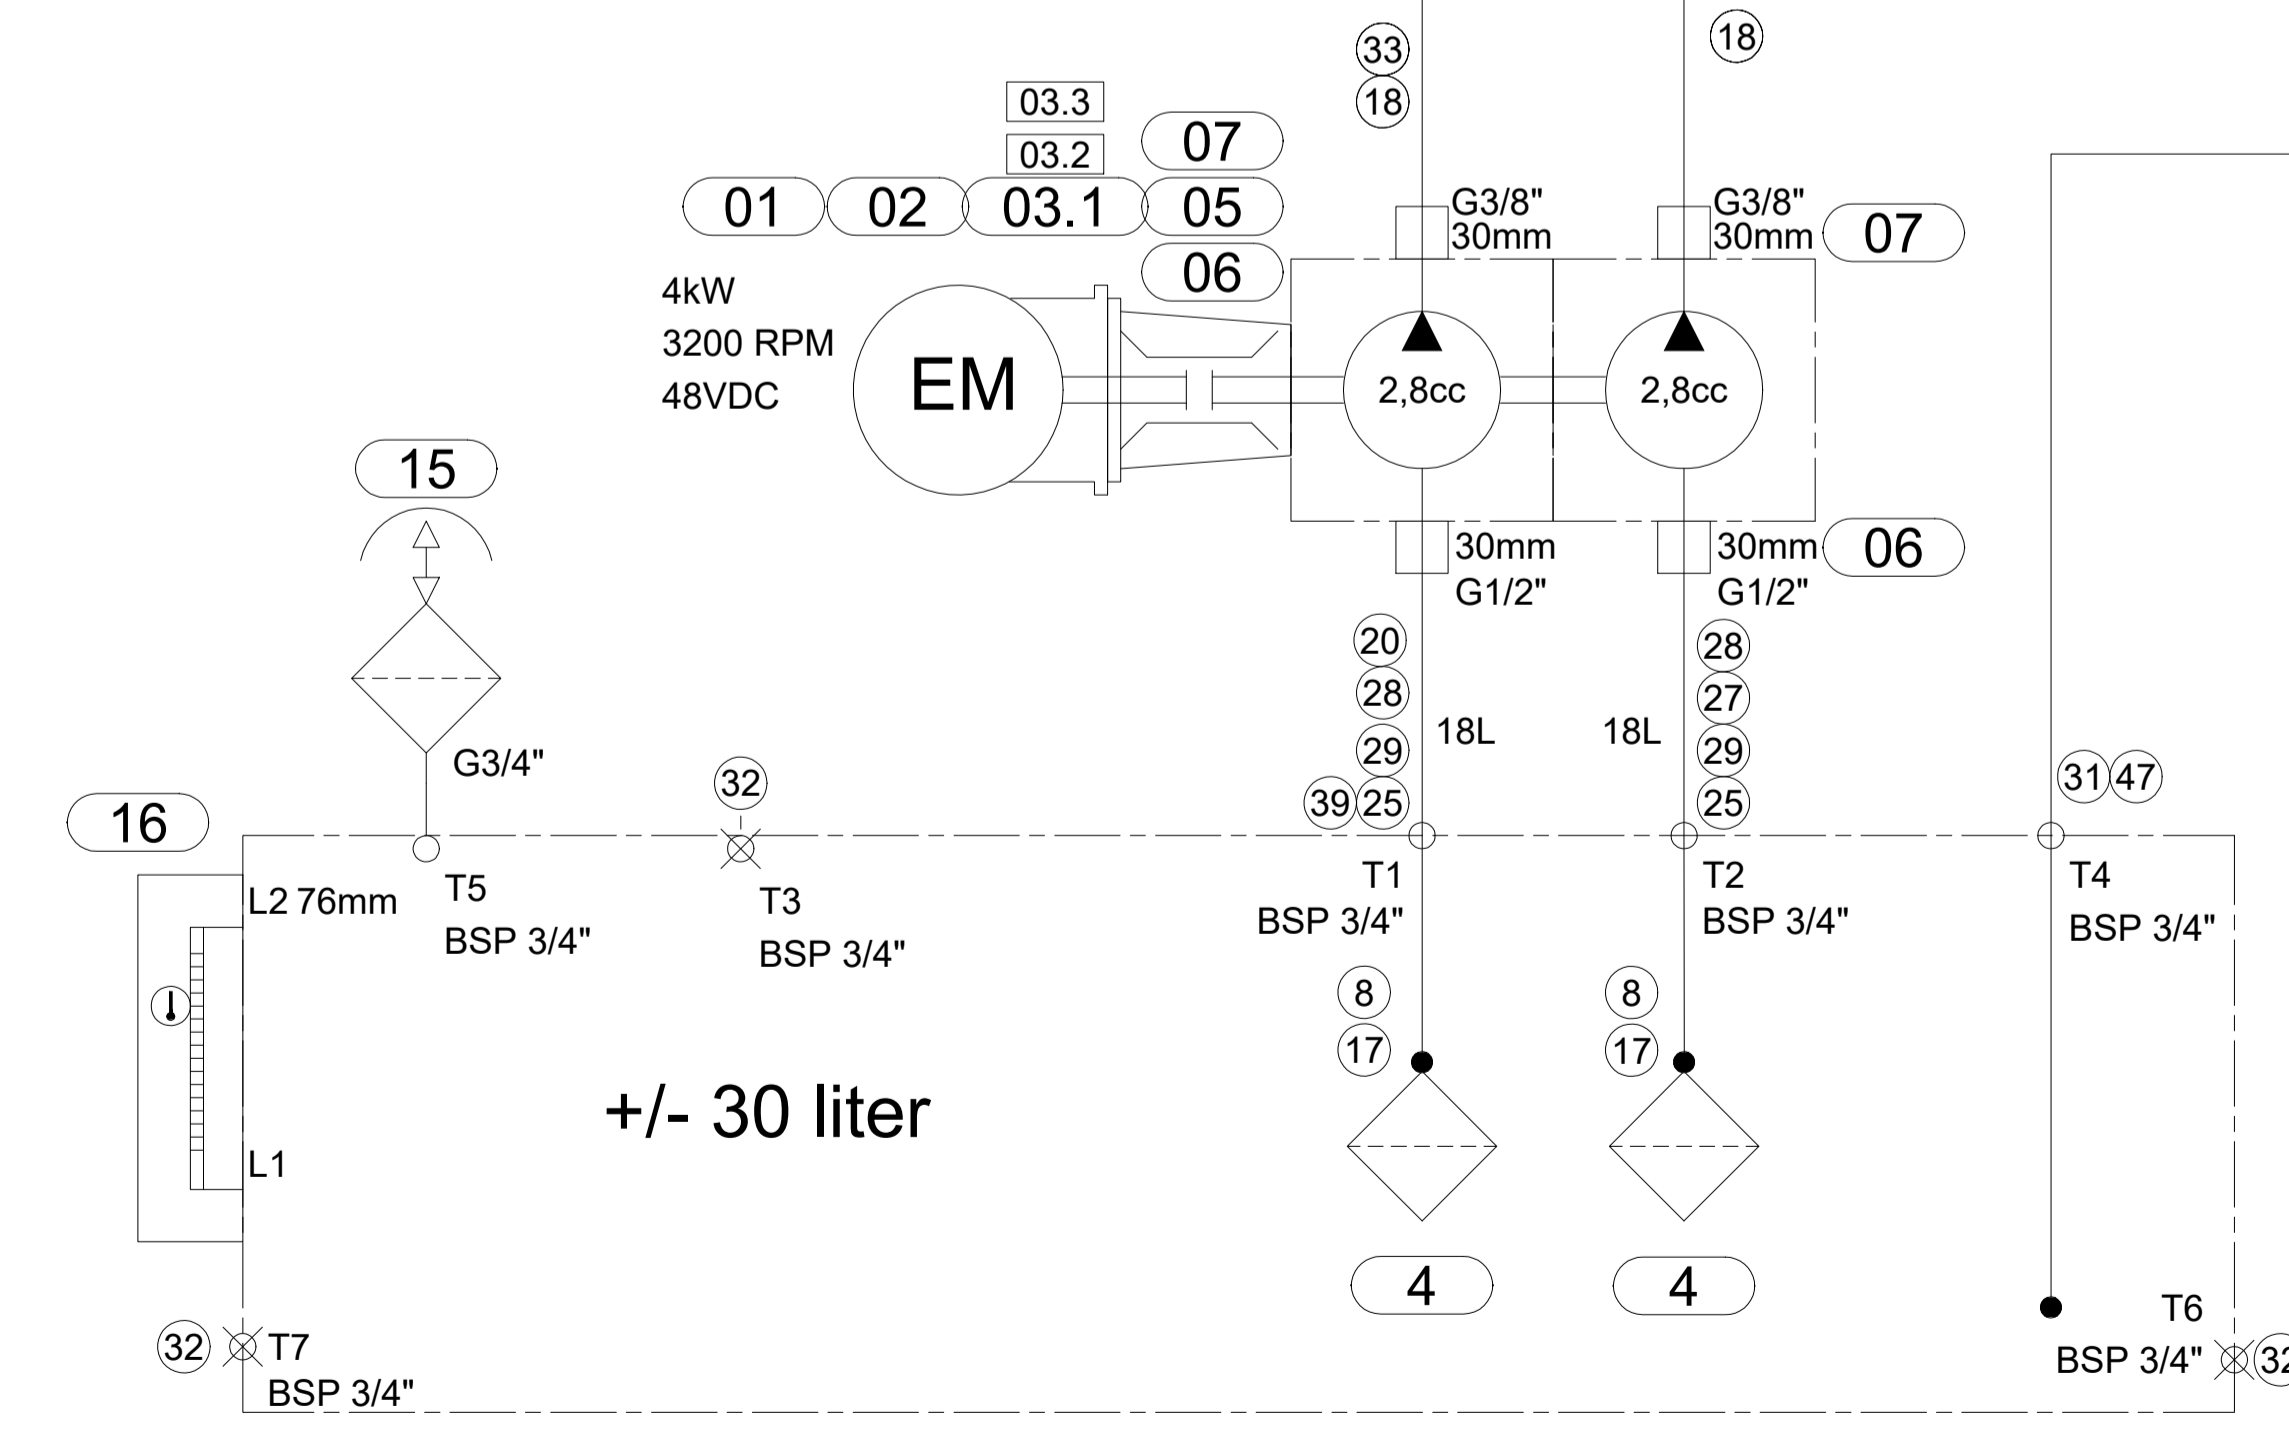 33
18
18
03.3
03.2
07
01 02 03.1 05
06
G3/8"
30mm
G3/8"
30mm
07
4kW
3200 RPM
48VDC
EM
2,8cc
2,8cc
30mm
G1/2"
30mm
G1/2"
06
15
G3/4"
20
28
29
39 25
18L
18L
28
27
29
25
31 47
16
32
L2 76mm
T5
BSP 3/4"
T3
BSP 3/4"
T1
BSP 3/4"
T2
BSP 3/4"
T4
BSP 3/4"
8
17
8
17
+/- 30 liter
L1
4
4
32
T7
BSP 3/4"
T6
BSP 3/4"
32